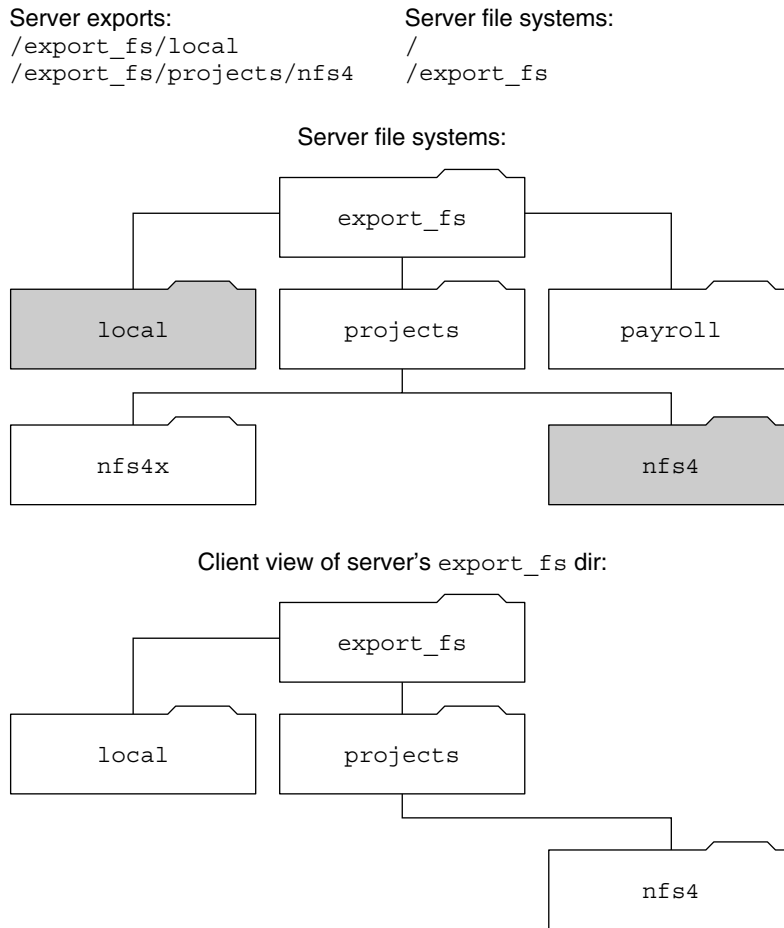 Server exports:
/export_fs/local
/export_fs/projects/nfs4
Server file systems:
/
/export_fs
Server file systems:
export_fs
local
projects
payroll
nfs4x
nfs4
Client view of server’s export_fs dir:
export_fs
local
projects
nfs4